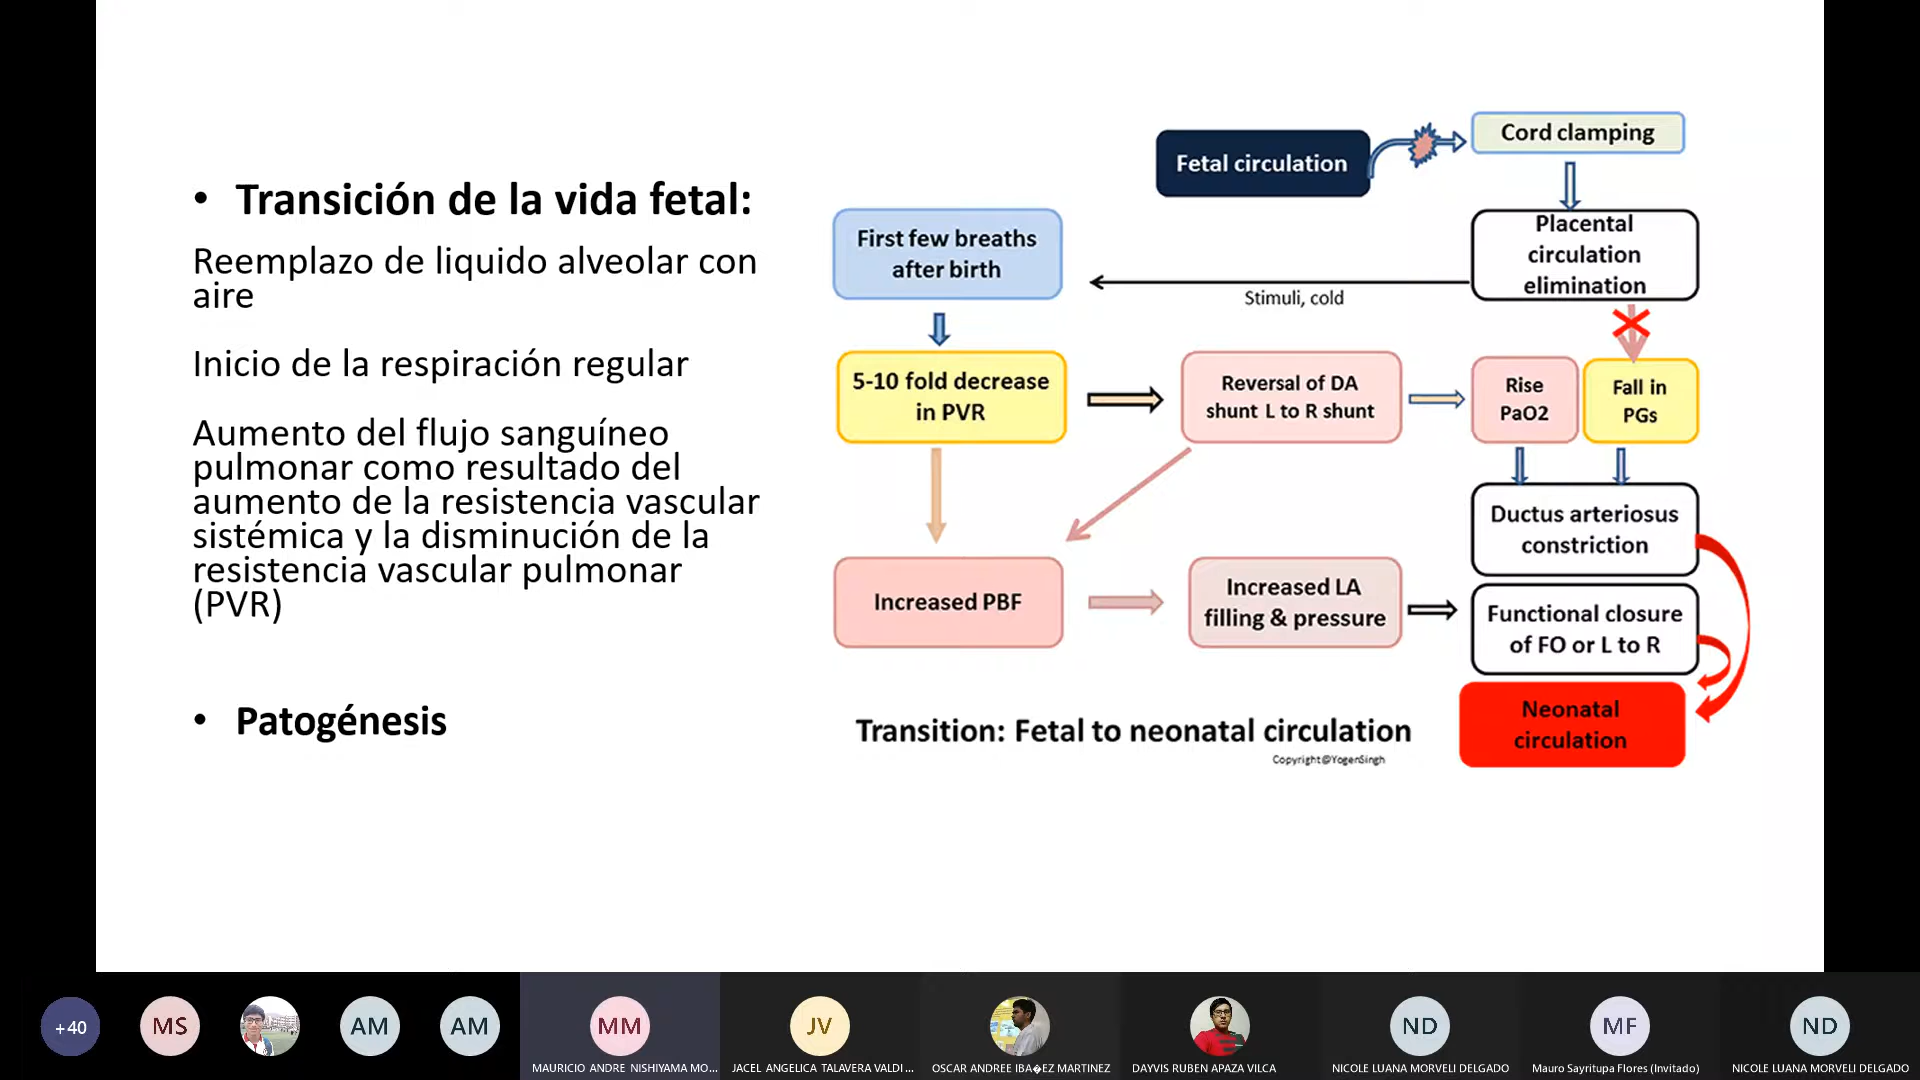 • Transición de la vida fetal:
Reemplazo de liquido alveolar con
aire
Inicio de la respiración regular
Aumento del flujo sanguíneo
pulmonar como resultado del
aumento de la resistencia vascular
sistémica y la disminución de la
resistencia vascular pulmonar
(PVR)
• Patogénesis
Fetal circulation
Cord clamping
Placental
circulation
elimination
Stimuli, cold
First few breaths
after birth
5-10 fold decrease
in PVR
Reversal of DA
shunt L to R shunt
Rise
PaO2
Fall in
PGs
Ductus arteriosus
constriction
Increased PBF
Increased LA
filling & pressure
Functional closure
of FO or L to R
Neonatal
circulation
Transition: Fetal to neonatal circulation
Copyright@YogenSingh
+40
MS
AM
AM
MM
JV
ND
MF
ND
MAURICIO ANDRE NISHIYAMA MO...
JACEL ANGELICA TALAVERA VALDI...
OSCAR ANDREE IBA�EZ MARTINEZ
DAYVIS RUBEN APAZA VILCA
NICOLE LUANA MORVELI DELGADO
Mauro Sayritupa Flores (Invitado)
NICOLE LUANA MORVELI DELGADO